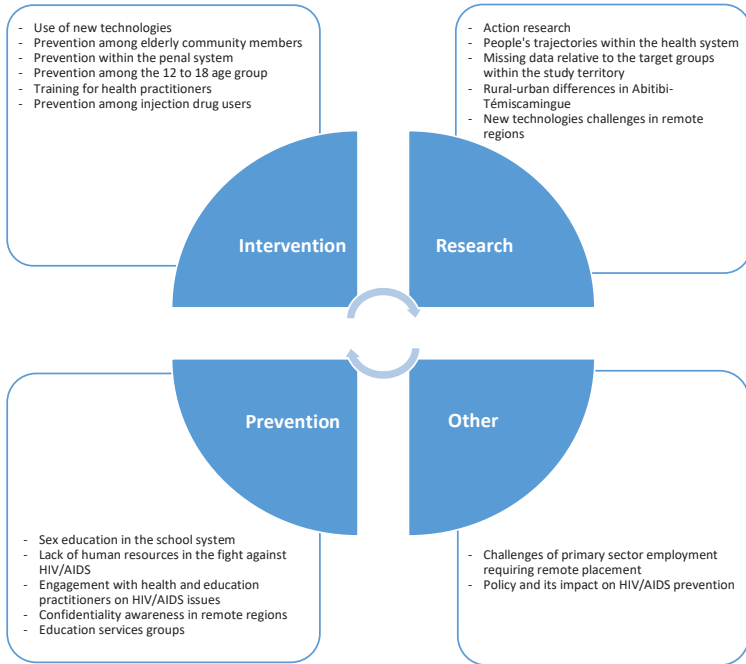 - Use of new technologies
- Prevention among elderly community members
- Prevention within the penal system
- Prevention among the 12 to 18 age group
- Training for health practitioners
- Prevention among injection drug users
- Action research
- People's trajectories within the health system
- Missing data relative to the target groups
within the study territory
- Rural-urban differences in Abitibi-
Témiscamingue
- New technologies challenges in remote
regions
Intervention
Research
Prevention
Other
- Sex education in the school system
- Lack of human resources in the fight against
HIV/AIDS
- Engagement with health and education
practitioners on HIV/AIDS issues
- Confidentiality awareness in remote regions
- Education services groups
- Challenges of primary sector employment
requiring remote placement
- Policy and its impact on HIV/AIDS prevention